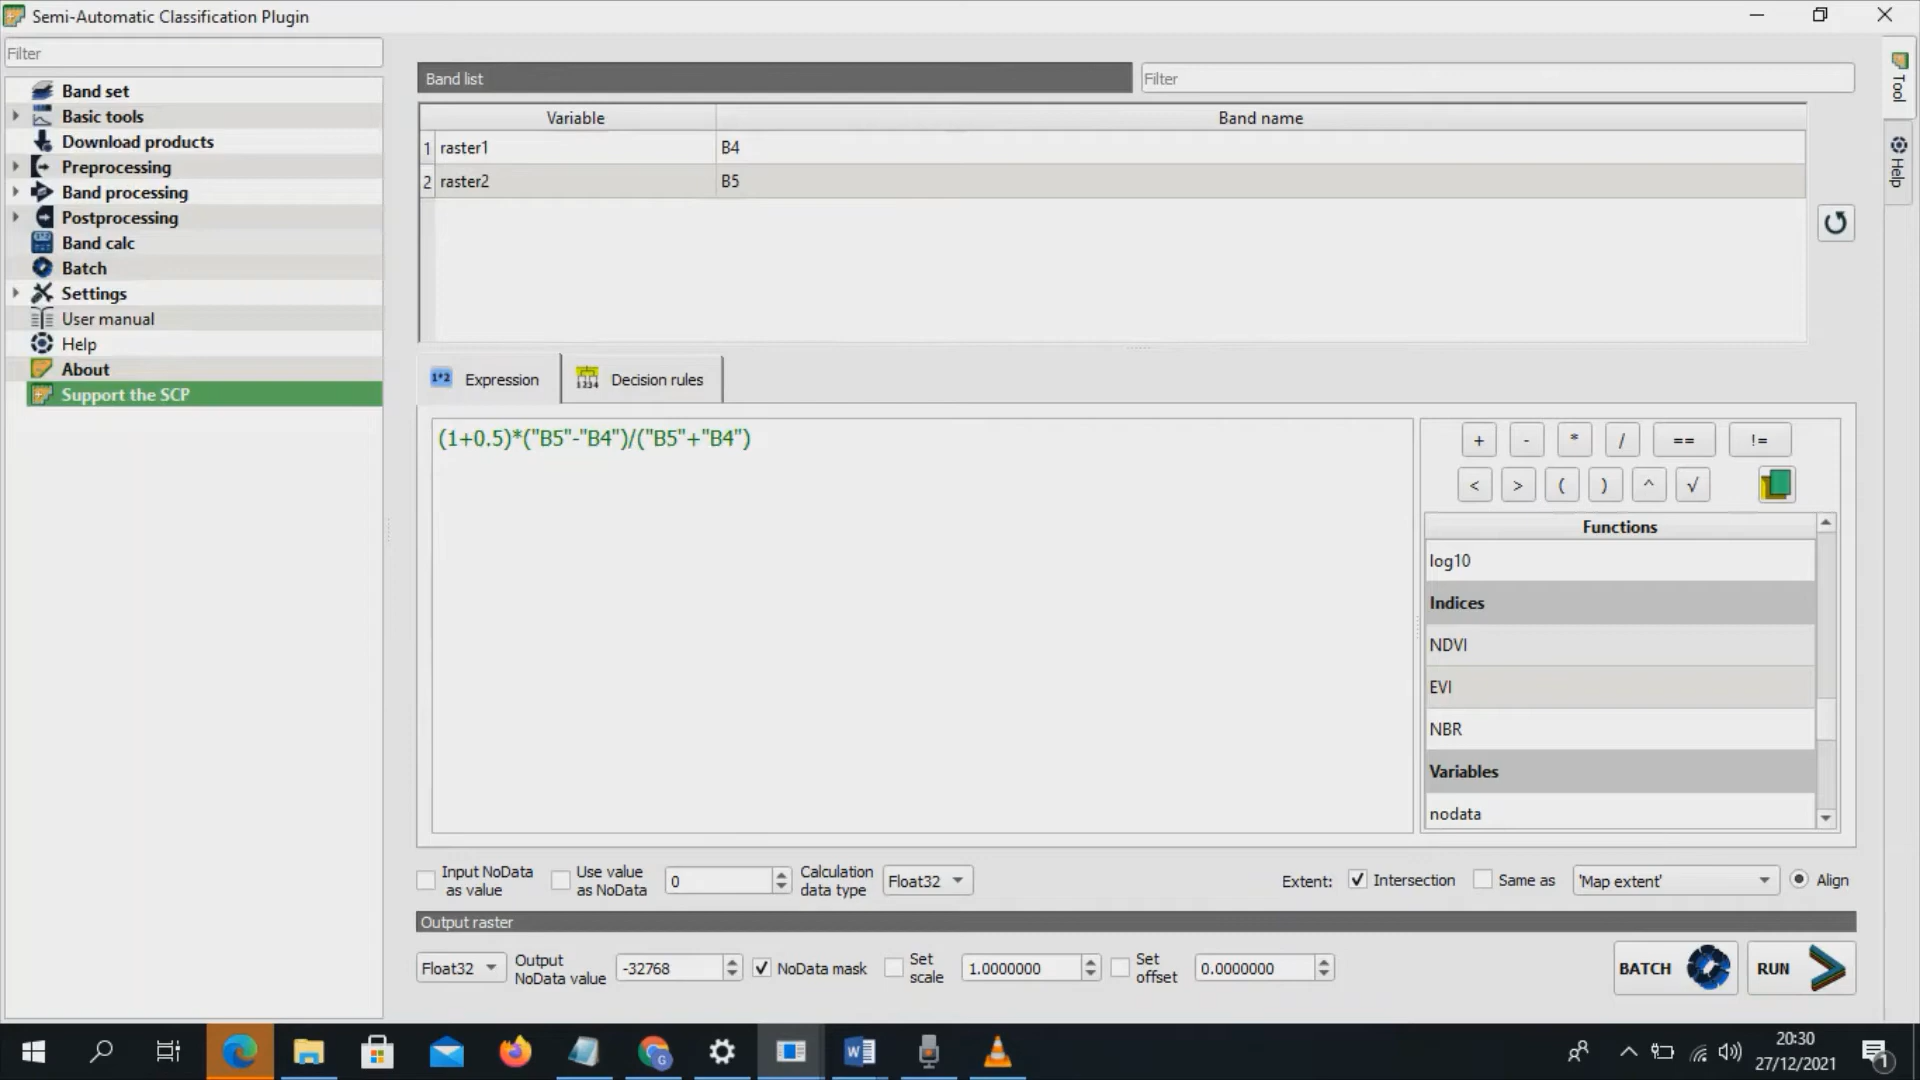 Semi-Automatic Classification Plugin
Filter
Band set
Basic tools
Download products
Preprocessing
Band processing
Postprocessing
Band calc
Batch
Settings
User manual
Help
About
Support the SCP
Band list
Filter
Variable Band name
1 raster1 B4
2 raster2 B5
Tool
Help
1*2 Expression
1234 Decision rules
(1+0.5)*("B5"-"B4")/("B5"+"B4")
+ - * / == !=
< > ( ) ^ √
Functions
log10
Indices
NDVI
EVI
NBR
Variables
nodata
Input NoData
as value
Use value
as NoData
0
Calculation
data type
Float32
Extent:
Intersection
Same as
'Map extent'
Align
Output raster
Float32
Output
NoData value
-32768
NoData mask
Set
scale
1.0000000
Set
offset
0.0000000
BATCH
RUN
20:30
27/12/2021
1